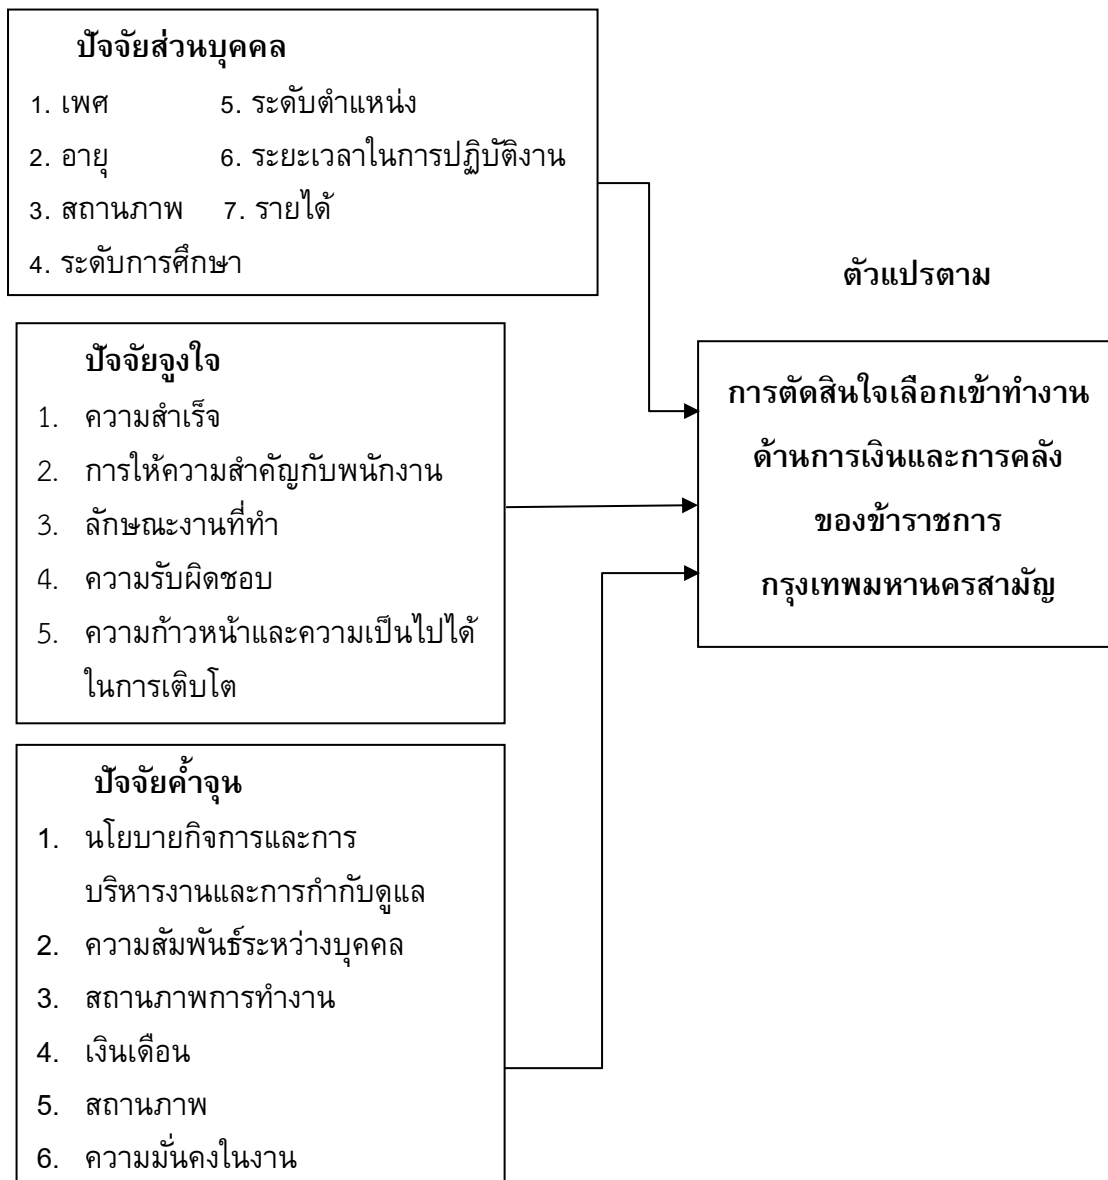 ปัจจัยส่วนบุคคล
1. เพศ 5. ระดับตำแหน่ง
2. อายุ 6. ระยะเวลาในการปฏิบัติงาน
3. สถานภาพ 7. รายได้
4. ระดับการศึกษา
ปัจจัยจูงใจ
1. ความสำเร็จ
2. การให้ความสำคัญกับพนักงาน
3. ลักษณะงานที่ทำ
4. ความรับผิดชอบ
5. ความก้าวหน้าและความเป็นไปได้
ในการเติบโต
ปัจจัยค้ำจุน
1. นโยบายกิจการและการ
บริหารงานและการกำกับดูแล
2. ความสัมพันธ์ระหว่างบุคคล
3. สถานภาพการทำงาน
4. เงินเดือน
5. สถานภาพ
6. ความมั่นคงในงาน
ตัวแปรตาม
การตัดสินใจเลือกเข้าทำงาน
ด้านการเงินและการคลัง
ของข้าราชการ
กรุงเทพมหานครสามัญ